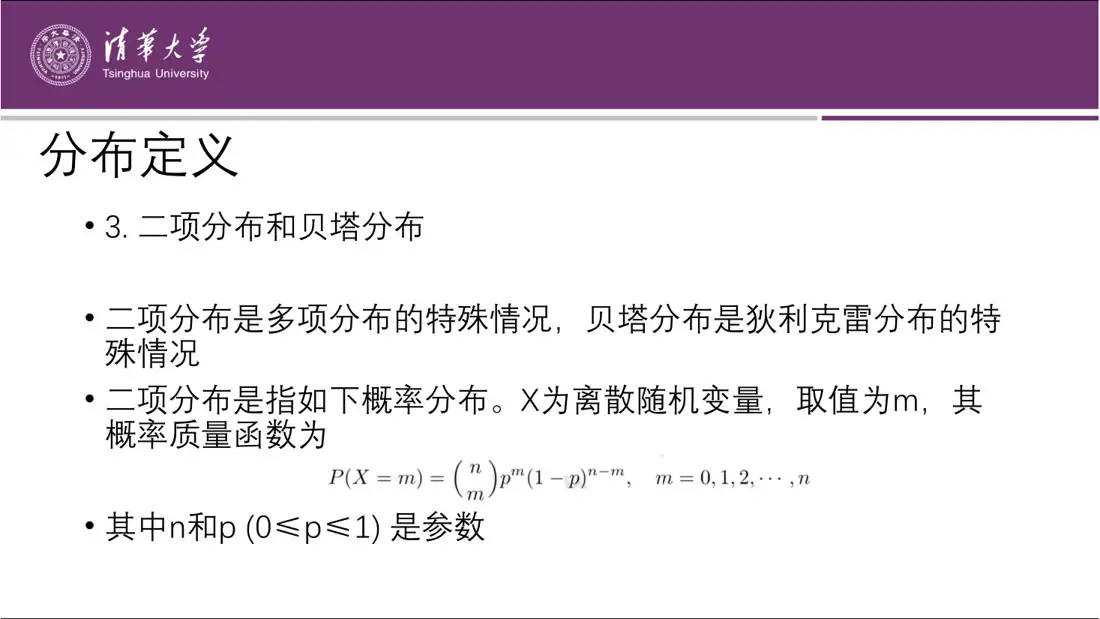 清华大学
Tsinghua University
分布定义
• 3. 二项分布和贝塔分布
• 二项分布是多项分布的特殊情况，贝塔分布是狄利克雷分布的特
殊情况
• 二项分布是指如下概率分布。X为离散随机变量，取值为m，其
概率质量函数为
P(X = m) = \binom{n}{m} p^m (1 − p)^{n−m},  m = 0, 1, 2, ⋯ , n
• 其中n和p (0≤p≤1) 是参数